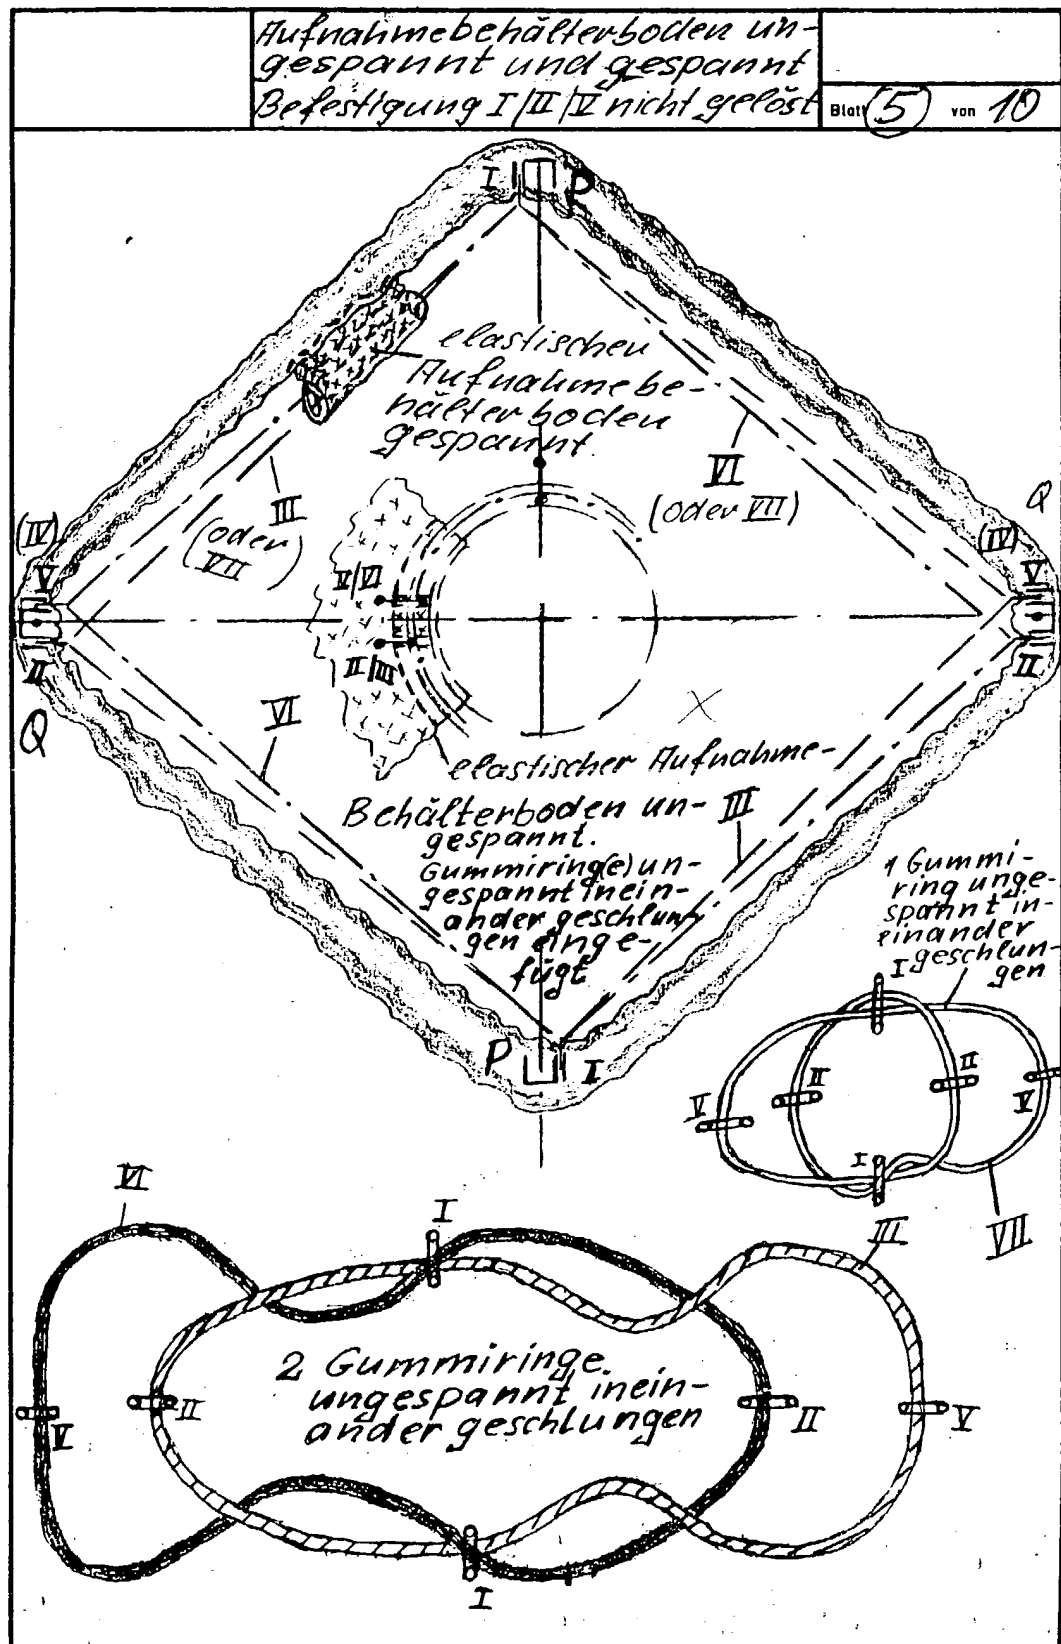 Aufnahmebehälterboden un-
gespannt und gespannt
Befestigung I/II/V nicht gelöst
Blatt 5 von 10
I
P
elastischen
Aufnahmebe-
hälterboden
gespannt.
III
(oder
VII)
VI
(oder VII)
Q
(IV)
V
II
Q
(IV)
V
II
V/VI
II/III
VI
X
elastischer Aufnahme-
Behälterboden un-
gespannt.
Gummiring(e) un-
gespannt inein-
ander geschlun-
gen einge-
fügt
III
P
I
1 Gummi-
ring unge-
spannt in-
einander
geschlun-
gen
I
II
II
V
V
I
VII
VI
I
III
2 Gummiringe
ungespannt inein-
ander geschlungen
V
II
II
V
I